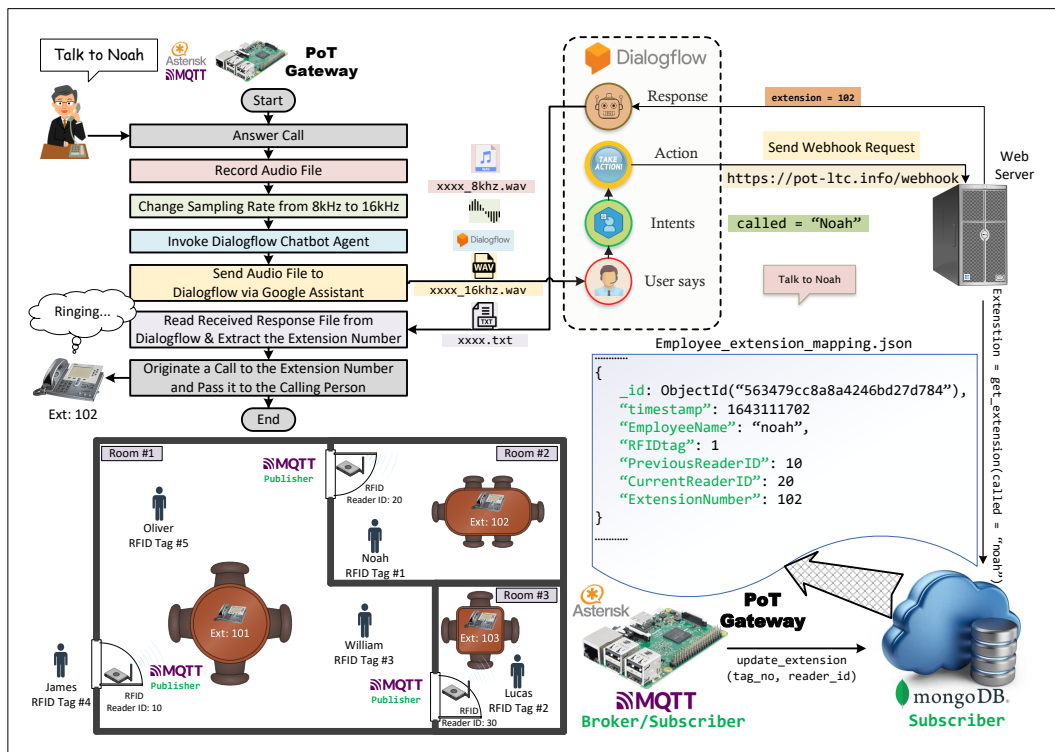 Talk to Noah
Asterisk
MQTT
PoT
Gateway
Start
Answer Call
Record Audio File
Change Sampling Rate from 8kHz to 16kHz
Invoke Dialogflow Chatbot Agent
Send Audio File to
Dialogflow via Google Assistant
Read Received Response File from
Dialogflow & Extract the Extension Number
Originate a Call to the Extension Number
and Pass it to the Calling Person
End
Ringing...
Ext: 102
WAV
xxxx_8khz.wav
Dialogflow
WAV
xxxx_16khz.wav
TXT
xxxx.txt
Dialogflow
Response
Action
TAKE
ACTION!
Intents
User says
extension = 102
Send Webhook Request
https://pot-ltc.info/webhook
called = “Noah”
Talk to Noah
Web
Server
Extenstion = get_extension(called = “noah”)
Employee_extension_mapping.json
…………
{
_id: ObjectId(“563479cc8a8a4246bd27d784”),
“timestamp”: 1643111702
“EmployeeName”: “noah”,
“RFIDtag”: 1
“PreviousReaderID”: 10
“CurrentReaderID”: 20
“ExtensionNumber”: 102
}
…………
Room #1
MQTT
Publisher
RFID
Reader ID: 20
Room #2
Ext: 102
Oliver
RFID Tag #5
Noah
RFID Tag #1
Ext: 101
William
RFID Tag #3
Room #3
Ext: 103
James
RFID Tag #4
RFID
Reader ID: 10
MQTT
Publisher
MQTT
Publisher
RFID
Reader ID: 30
Lucas
RFID Tag #2
Asterisk
PoT
Gateway
MQTT
Broker/Subscriber
update_extension
(tag_no, reader_id)
mongoDB®
Subscriber